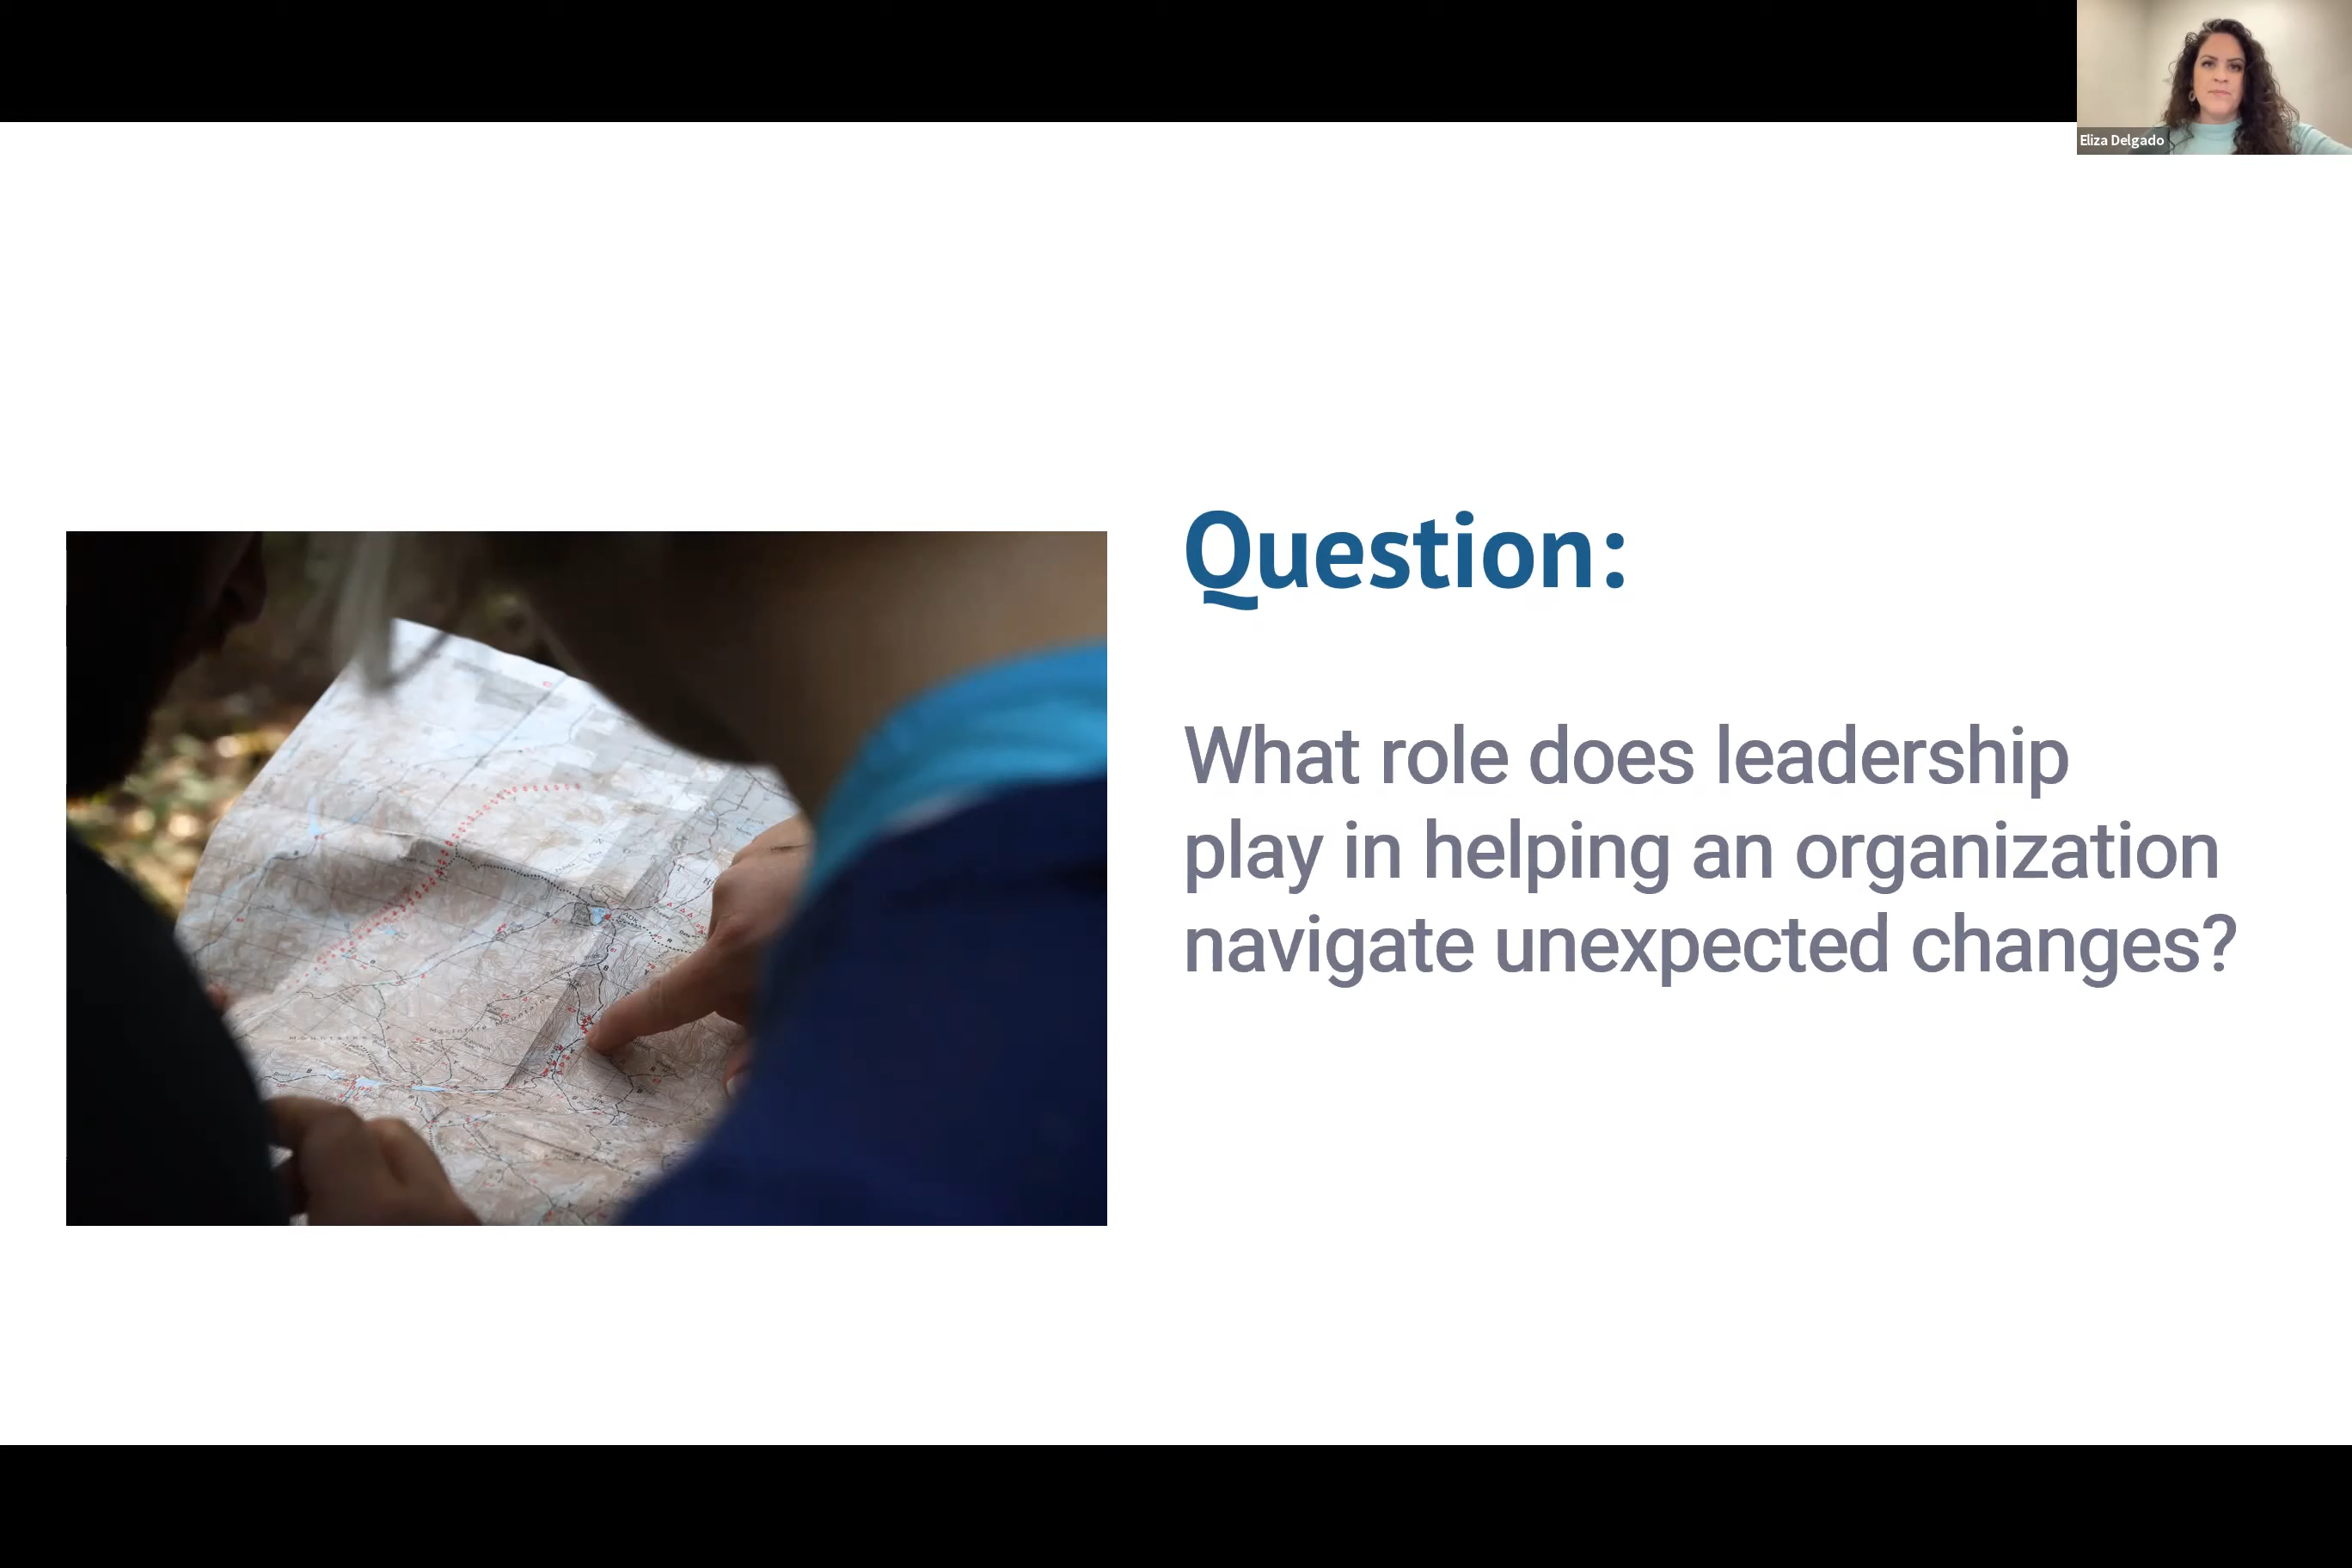 Eliza Delgado
Question:
What role does leadership
play in helping an organization
navigate unexpected changes?